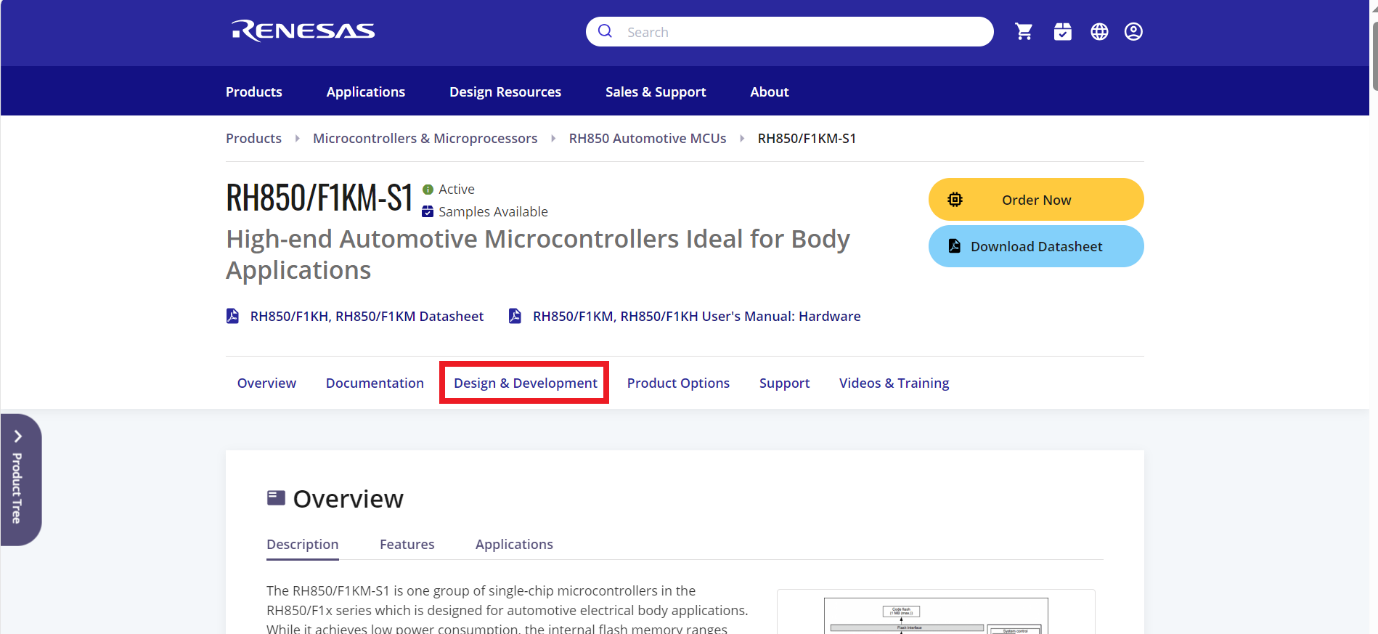 RENESAS
Search
Products Applications Design Resources Sales & Support About
Products Microcontrollers & Microprocessors RH850 Automotive MCUs RH850/F1KM-S1
RH850/F1KM-S1
Active
Samples Available
High-end Automotive Microcontrollers Ideal for Body
Applications
Order Now
Download Datasheet
RH850/F1KH, RH850/F1KM Datasheet RH850/F1KM, RH850/F1KH User's Manual: Hardware
Overview Documentation Design & Development Product Options Support Videos & Training
Product Tree
Overview
Description Features Applications
The RH850/F1KM-S1 is one group of single-chip microcontrollers in the
RH850/F1x series which is designed for automotive electrical body applications.
While it achieves low power consumption, the internal flash memory ranges
Code flash
Flash interface
System control